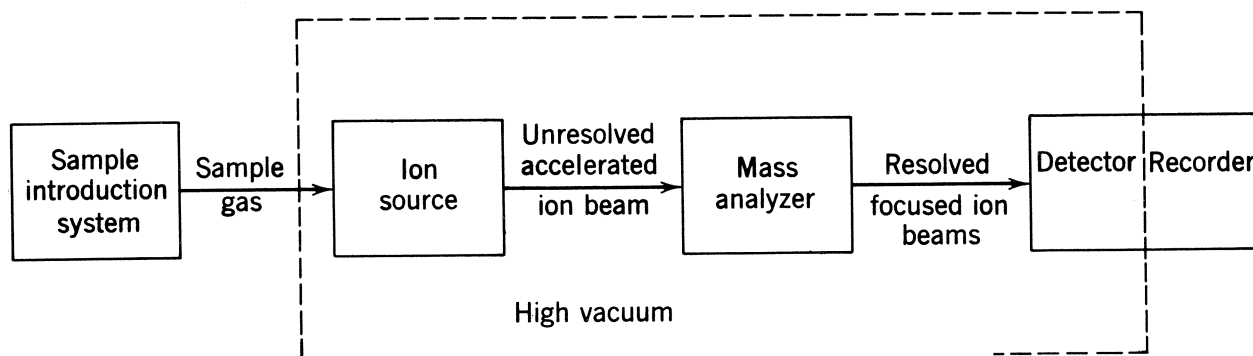 Sample
introduction
system
Sample
gas
Ion
source
Unresolved
accelerated
ion beam
Mass
analyzer
Resolved
focused ion
beams
Detector
Recorder
High vacuum